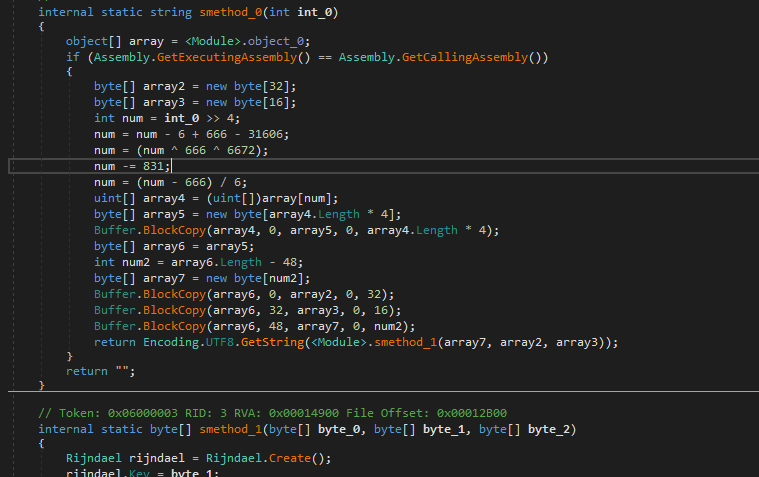 internal static string smethod_0(int int_0)
{
object[] array = <Module>.object_0;
if (Assembly.GetExecutingAssembly() == Assembly.GetCallingAssembly())
{
byte[] array2 = new byte[32];
byte[] array3 = new byte[16];
int num = int_0 >> 4;
num = num - 6 + 666 - 31606;
num = (num ^ 666 ^ 6672);
num -= 831;
num = (num - 666) / 6;
uint[] array4 = (uint[])array[num];
byte[] array5 = new byte[array4.Length * 4];
Buffer.BlockCopy(array4, 0, array5, 0, array4.Length * 4);
byte[] array6 = array5;
int num2 = array6.Length - 48;
byte[] array7 = new byte[num2];
Buffer.BlockCopy(array6, 0, array2, 0, 32);
Buffer.BlockCopy(array6, 32, array3, 0, 16);
Buffer.BlockCopy(array6, 48, array7, 0, num2);
return Encoding.UTF8.GetString(<Module>.smethod_1(array7, array2, array3));
}
return "";
}
// Token: 0x06000003 RID: 3 RVA: 0x00014900 File Offset: 0x00012B00
internal static byte[] smethod_1(byte[] byte_0, byte[] byte_1, byte[] byte_2)
{
Rijndael rijndael = Rijndael.Create();
rijndael.Key = byte_1;